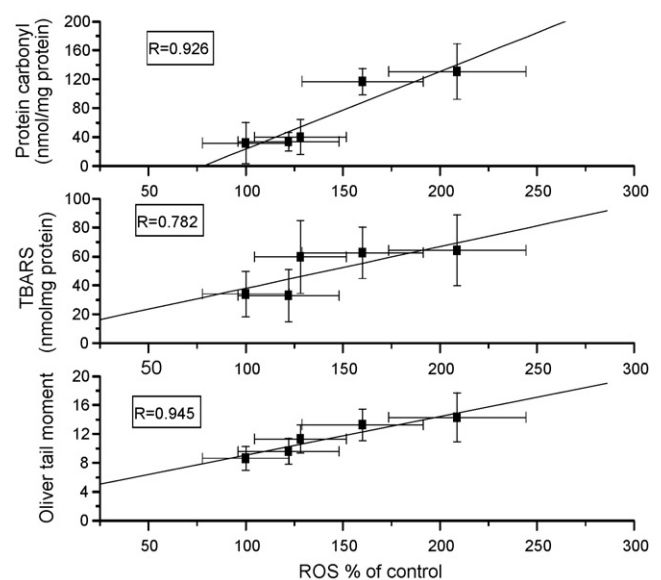 200
160
120
80
40
0
Protein carbonyl
(nmol/mg protein)
R=0.926
50 100 150 200 250 300
100
80
60
40
20
0
TBARS
(nmolmg protein)
R=0.782
50 100 150 200 250 300
20
16
12
8
4
0
Oliver tail moment
R=0.945
50 100 150 200 250 300
ROS % of control